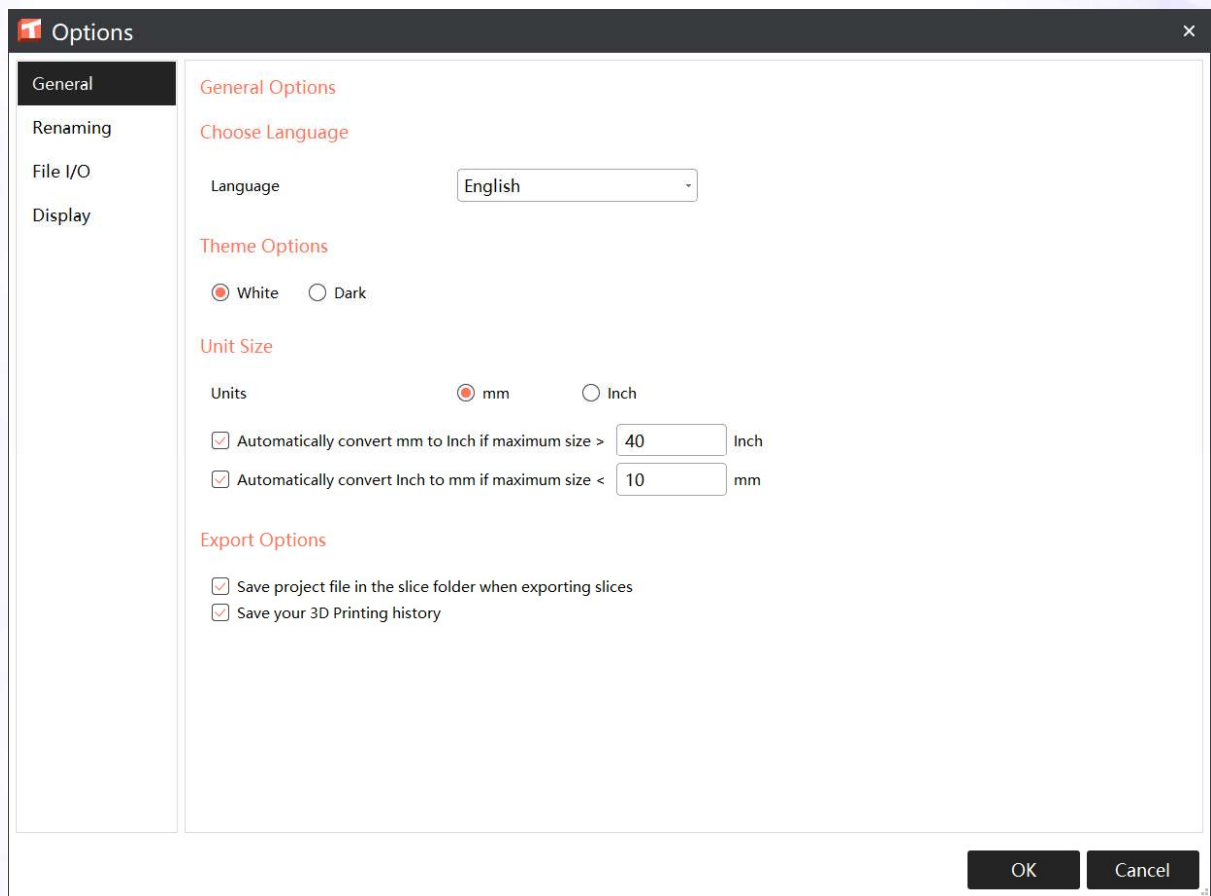 Options
General
Renaming
File I/O
Display
General Options
Choose Language
Language English
Theme Options
White Dark
Unit Size
Units mm Inch
Automatically convert mm to Inch if maximum size > 40 Inch
Automatically convert Inch to mm if maximum size < 10 mm
Export Options
Save project file in the slice folder when exporting slices
Save your 3D Printing history
OK Cancel